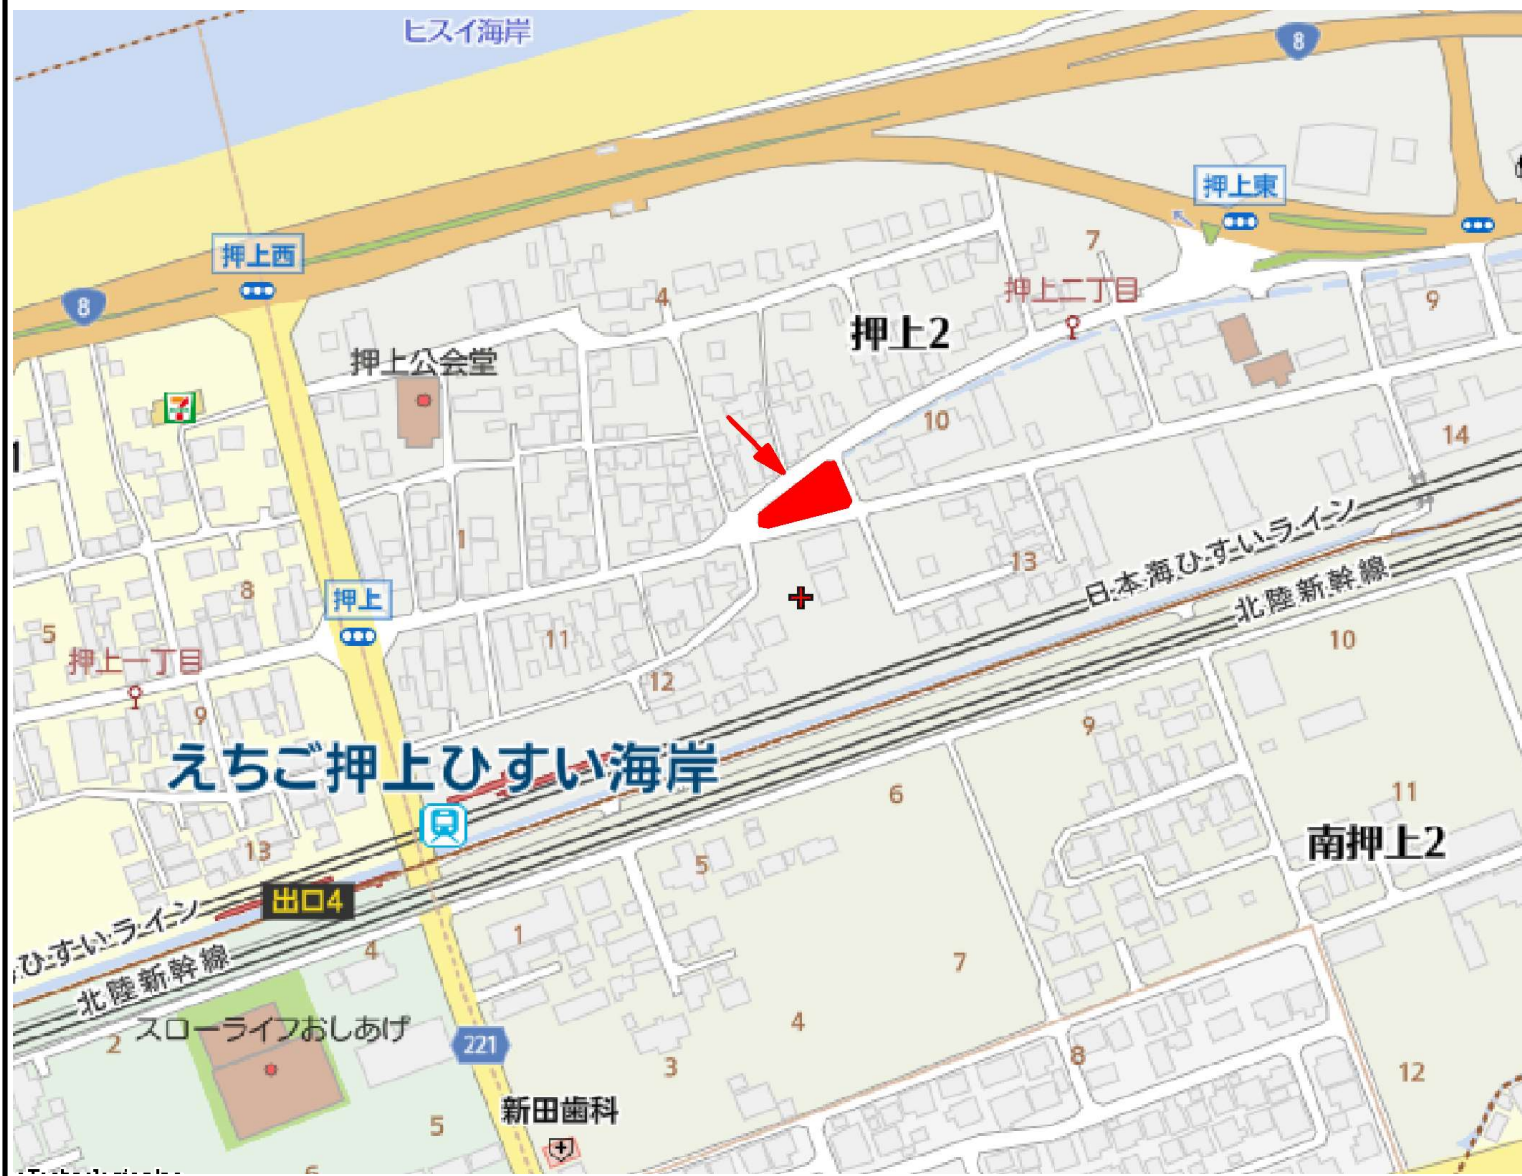 ヒスイ海岸
8
押上東
押上西
7
8
押上二丁目
4
9
押上2
押上公会堂
7
1
10
14
1
日本海ひすいライン
13
8
押上
北陸新幹線
5
11
10
押上一丁目
12
9
9
えちご押上ひすい海岸
6
11
南押上2
13
5
出口4
ひすいライン
1
4
7
北陸新幹線
スローライフおしあげ
2
4
221
8
3
12
新田歯科
5